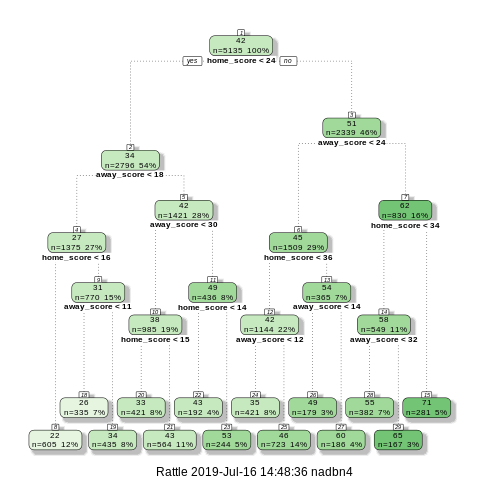 1
42
n=5135 100%
yes home_score < 24 no
3
51
n=2339 46%
away_score < 24
2
34
n=2796 54%
away_score < 18
5
42
n=1421 28%
away_score < 30
7
62
n=830 16%
home_score < 34
4
27
n=1375 27%
home_score < 16
6
45
n=1509 29%
home_score < 36
9
31
n=770 15%
away_score < 11
11
49
n=436 8%
home_score < 14
13
54
n=365 7%
away_score < 14
10
38
n=985 19%
home_score < 15
12
42
n=1144 22%
away_score < 12
14
58
n=549 11%
away_score < 32
18
26
n=335 7%
20
33
n=421 8%
22
43
n=192 4%
24
35
n=421 8%
26
49
n=179 3%
28
55
n=382 7%
15
71
n=281 5%
8
22
n=605 12%
19
34
n=435 8%
21
43
n=564 11%
23
53
n=244 5%
25
46
n=723 14%
27
60
n=186 4%
29
65
n=167 3%
Rattle 2019-Jul-16 14:48:36 nadbn4